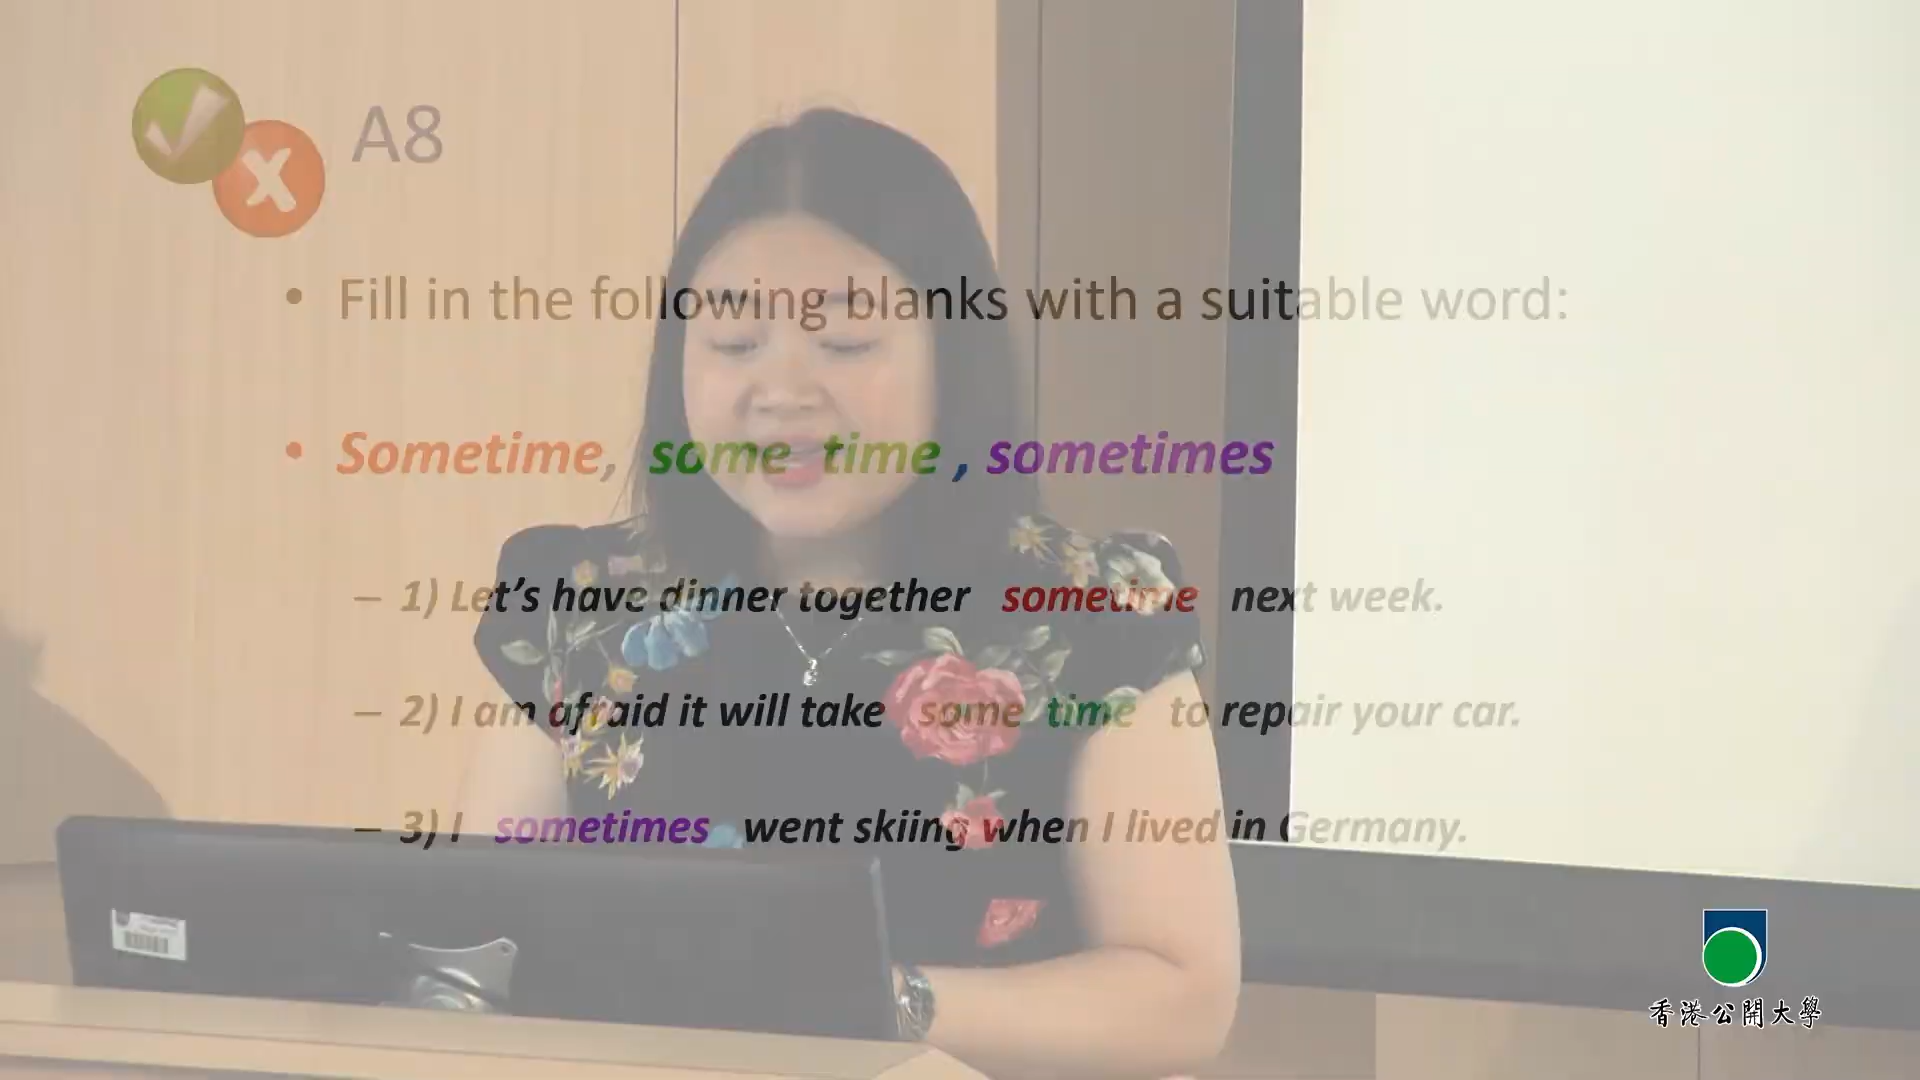 A8
• Fill in the following blanks with a suitable word:
• Sometime, some time , sometimes
– 1) Let’s have dinner together sometime next week.
– 2) I am afraid it will take some time to repair your car.
– 3) I sometimes went skiing when I lived in Germany.
香港公開大學